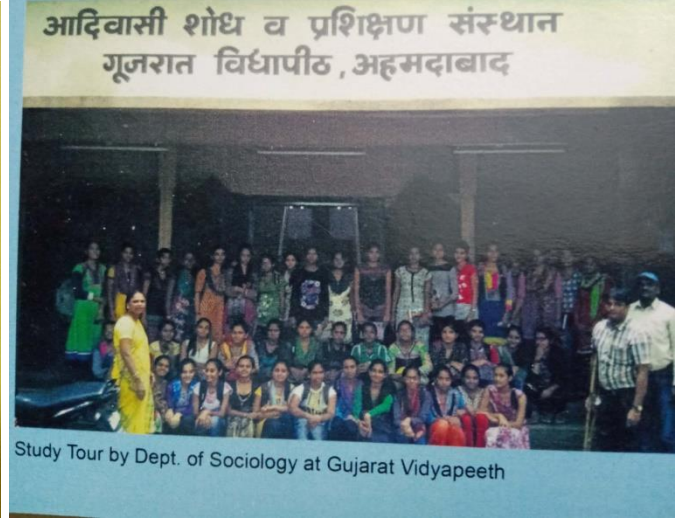 आदिवासी शोध व प्रशिक्षण संस्थान
गूजरात विद्यापीठ, अहमदाबाद
Study Tour by Dept. of Sociology at Gujarat Vidyapeeth